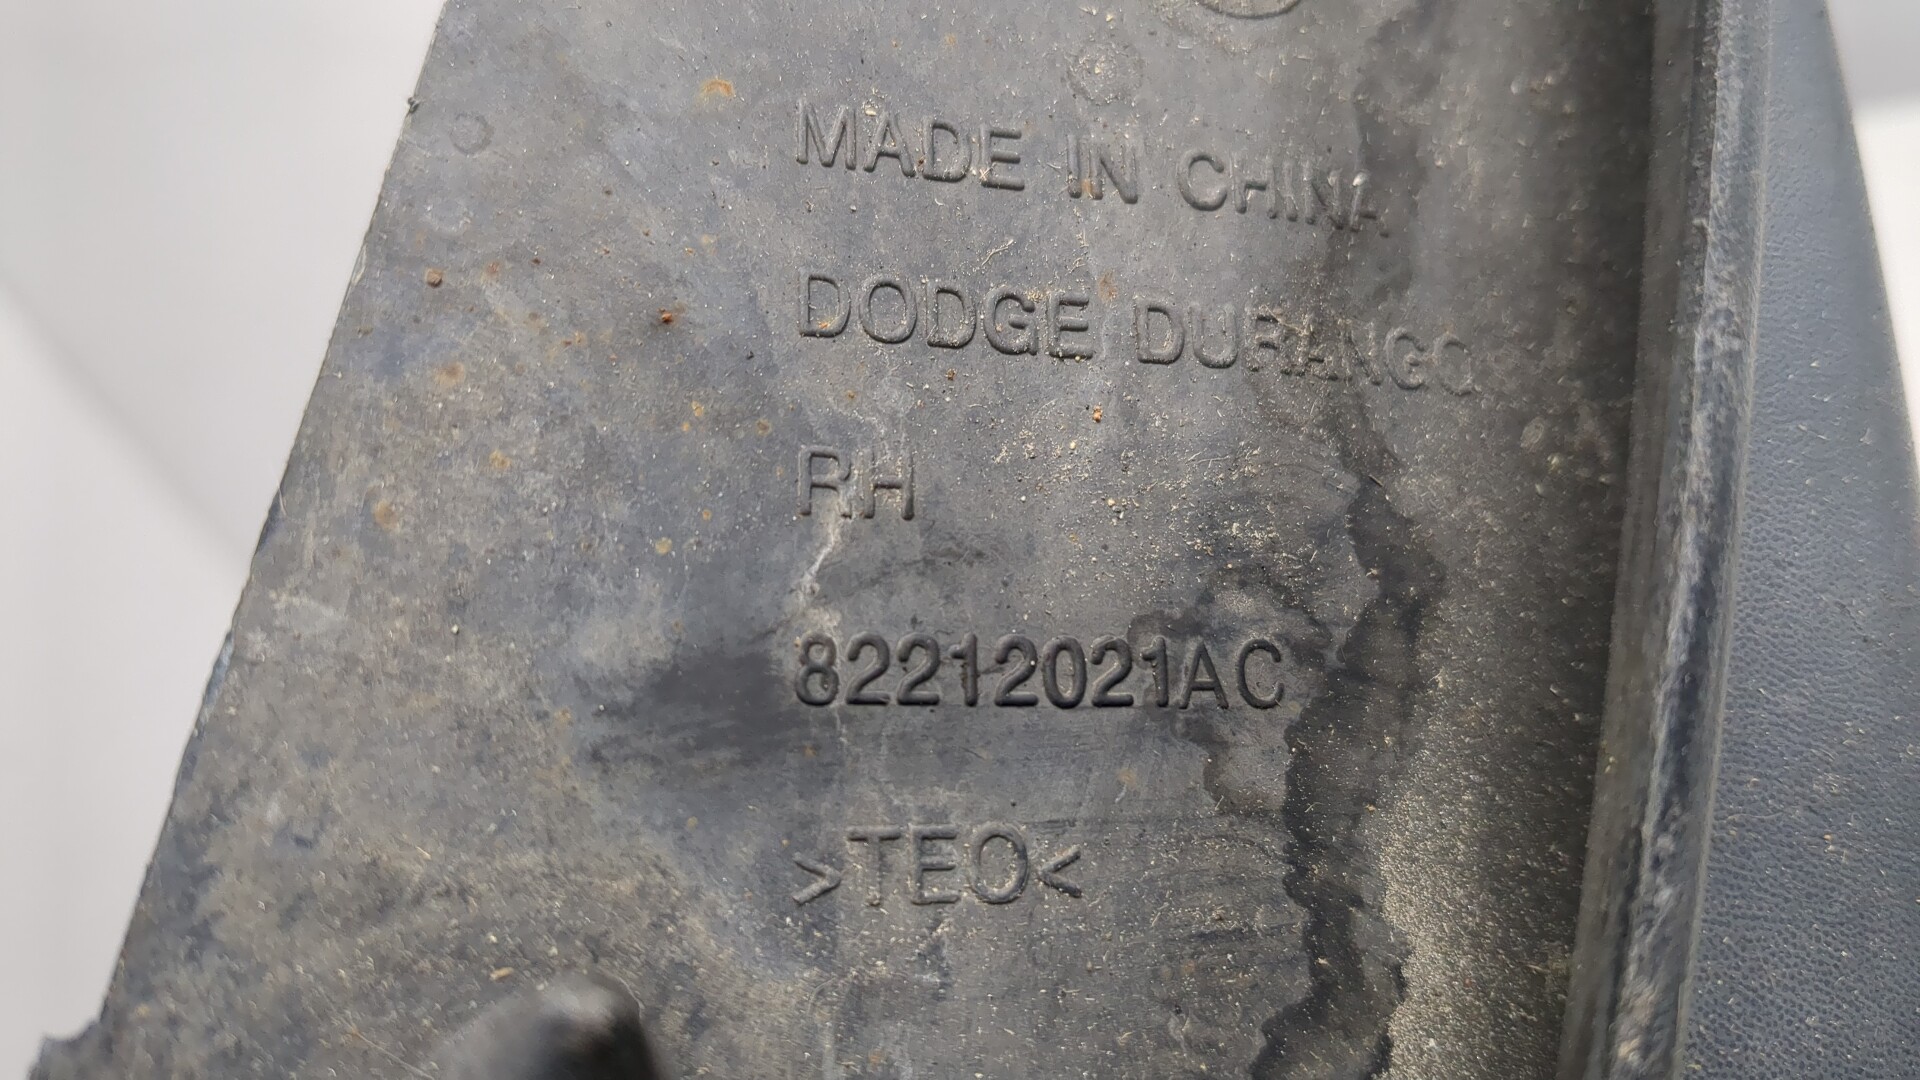 MADE IN CHINA
DODGE DURANGO
RH
82212021AC
>TEO<